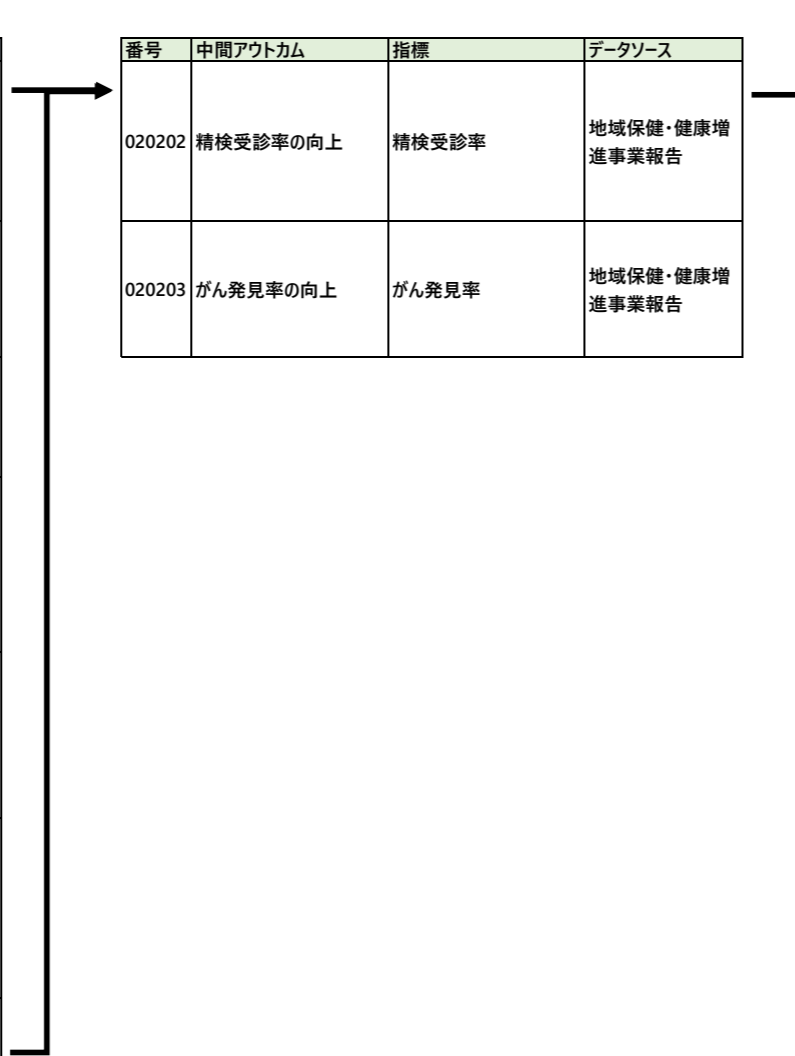 番号 中間アウトカム 指標 データソース
020202 精検受診率の向上 精検受診率 地域保健・健康増
進事業報告
020203 がん発見率の向上 がん発見率 地域保健・健康増
進事業報告